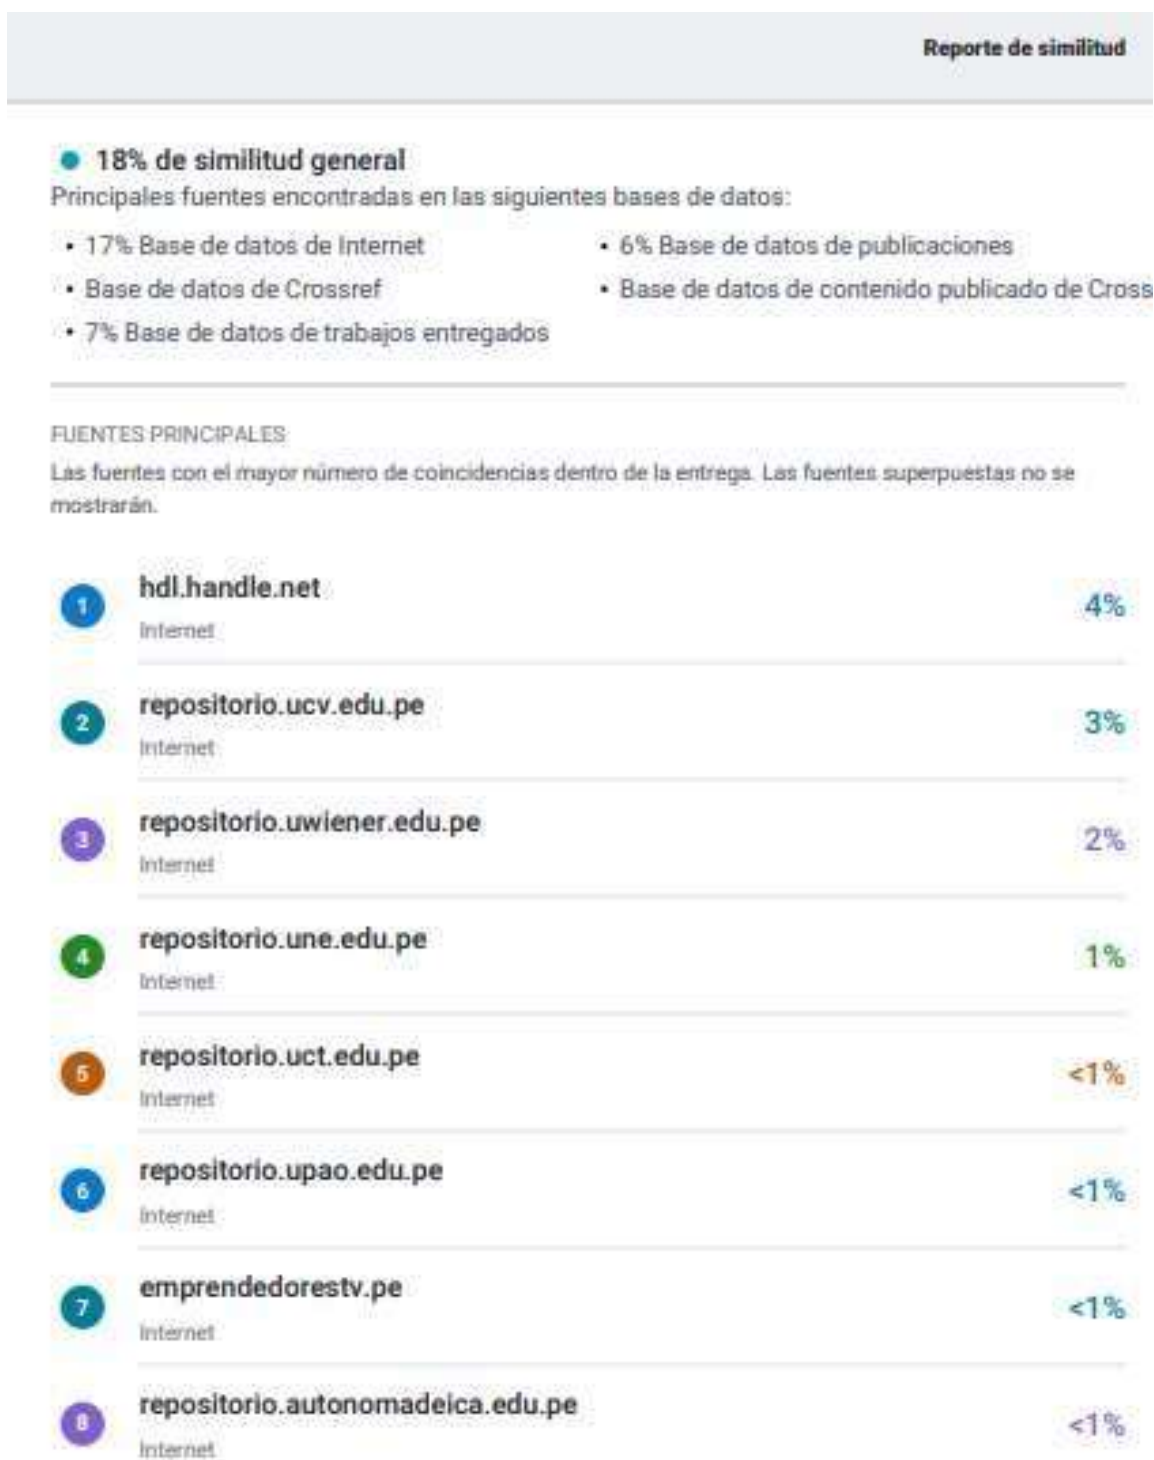 Reporte de similitud
18% de similitud general
Principales fuentes encontradas en las siguientes bases de datos:
• 17% Base de datos de Internet
• 6% Base de datos de publicaciones
• Base de datos de Crossref
• Base de datos de contenido publicado de Cross
• 7% Base de datos de trabajos entregados
FUENTES PRINCIPALES
Las fuentes con el mayor número de coincidencias dentro de la entrega. Las fuentes superpuestas no se
mostrarán.
1 hdl.handle.net 4%
Internet
2 repositorio.ucv.edu.pe 3%
Internet
3 repositorio.uwiener.edu.pe 2%
Internet
4 repositorio.une.edu.pe 1%
Internet
5 repositorio.uct.edu.pe <1%
Internet
6 repositorio.upao.edu.pe <1%
Internet
7 emprendedorestv.pe <1%
Internet
8 repositorio.autonomadeica.edu.pe <1%
Internet